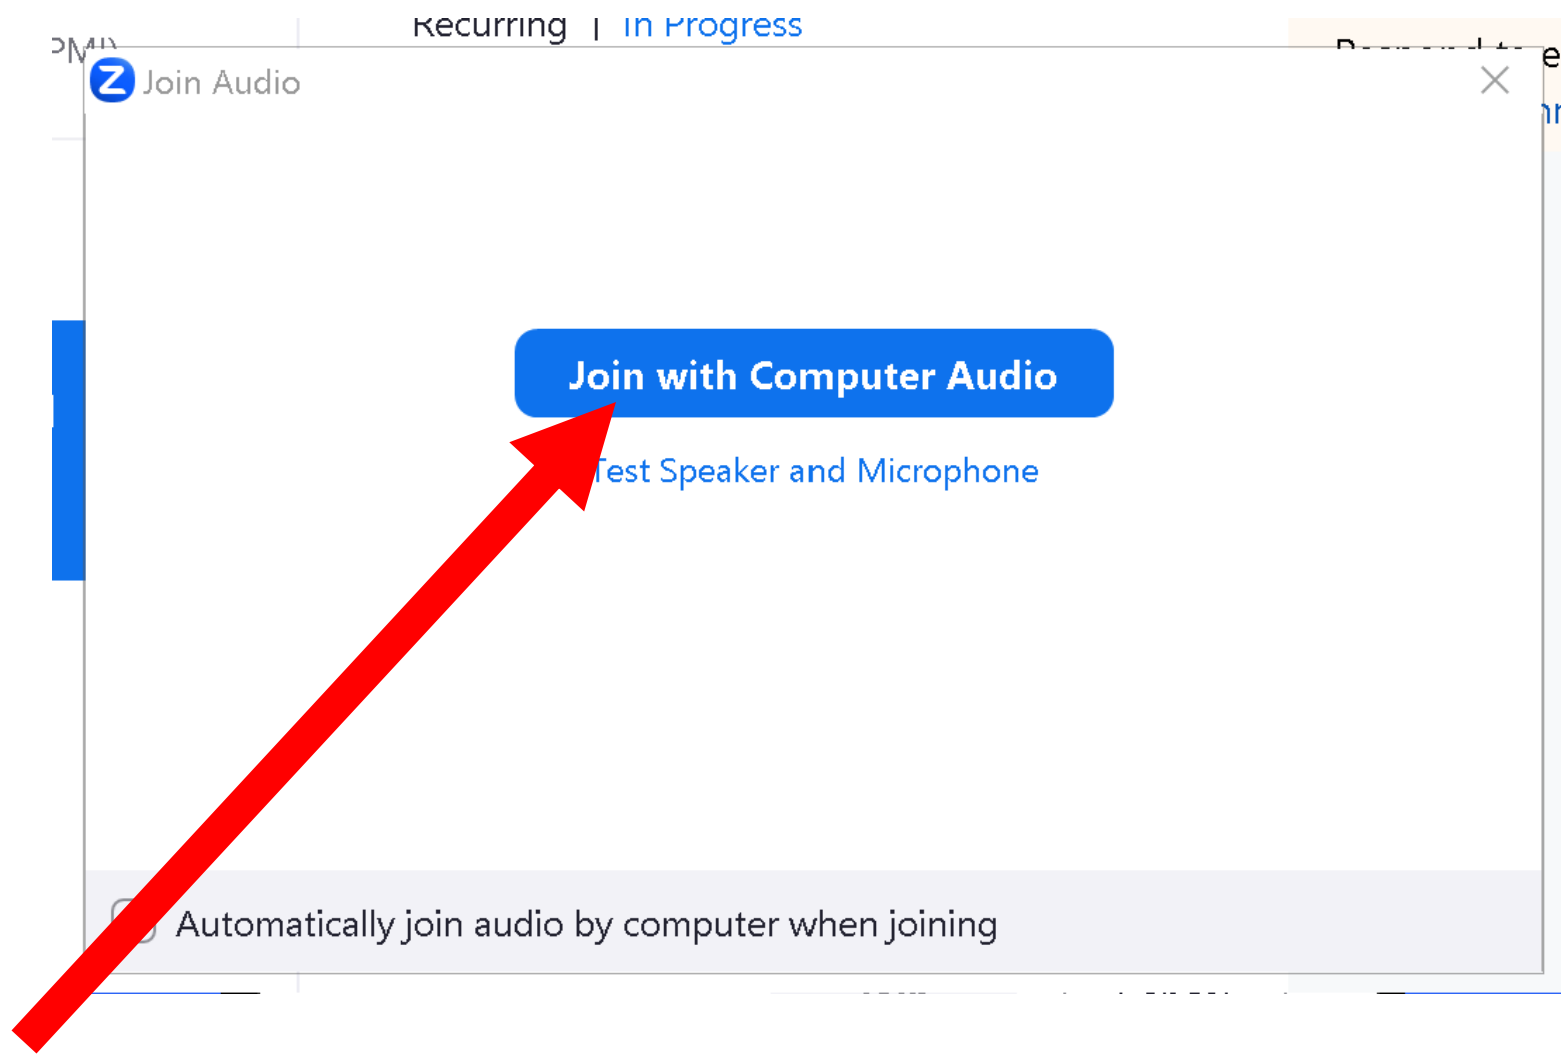 Recurring | In Progress
Join Audio
Join with Computer Audio
Test Speaker and Microphone
Automatically join audio by computer when joining